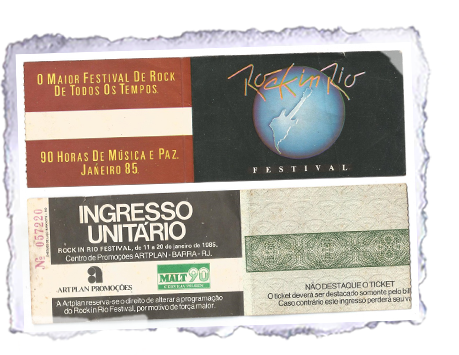 O MAIOR FESTIVAL DE ROCK
DE TODOS OS TEMPOS.
90 HORAS DE MÚSICA E PAZ.
JANEIRO 85.
Rock in Rio
FESTIVAL
Nº 057220
INGRESSO
UNITÁRIO
ROCK IN RIO FESTIVAL, de 11 a 20 de janeiro de 1985.
Centro de Promoções ARTPLAN - BARRA - RJ.
a
ARTPLAN PROMOÇÕES
MALT 90
A Artplan reserva-se o direito de alterar a programação
do Rock in Rio Festival, por motivo de força maior.
NÃO DESTAQUE O TICKET
O ticket deverá ser destacado somente pelo bil
Caso contrário este ingresso perderá seu va